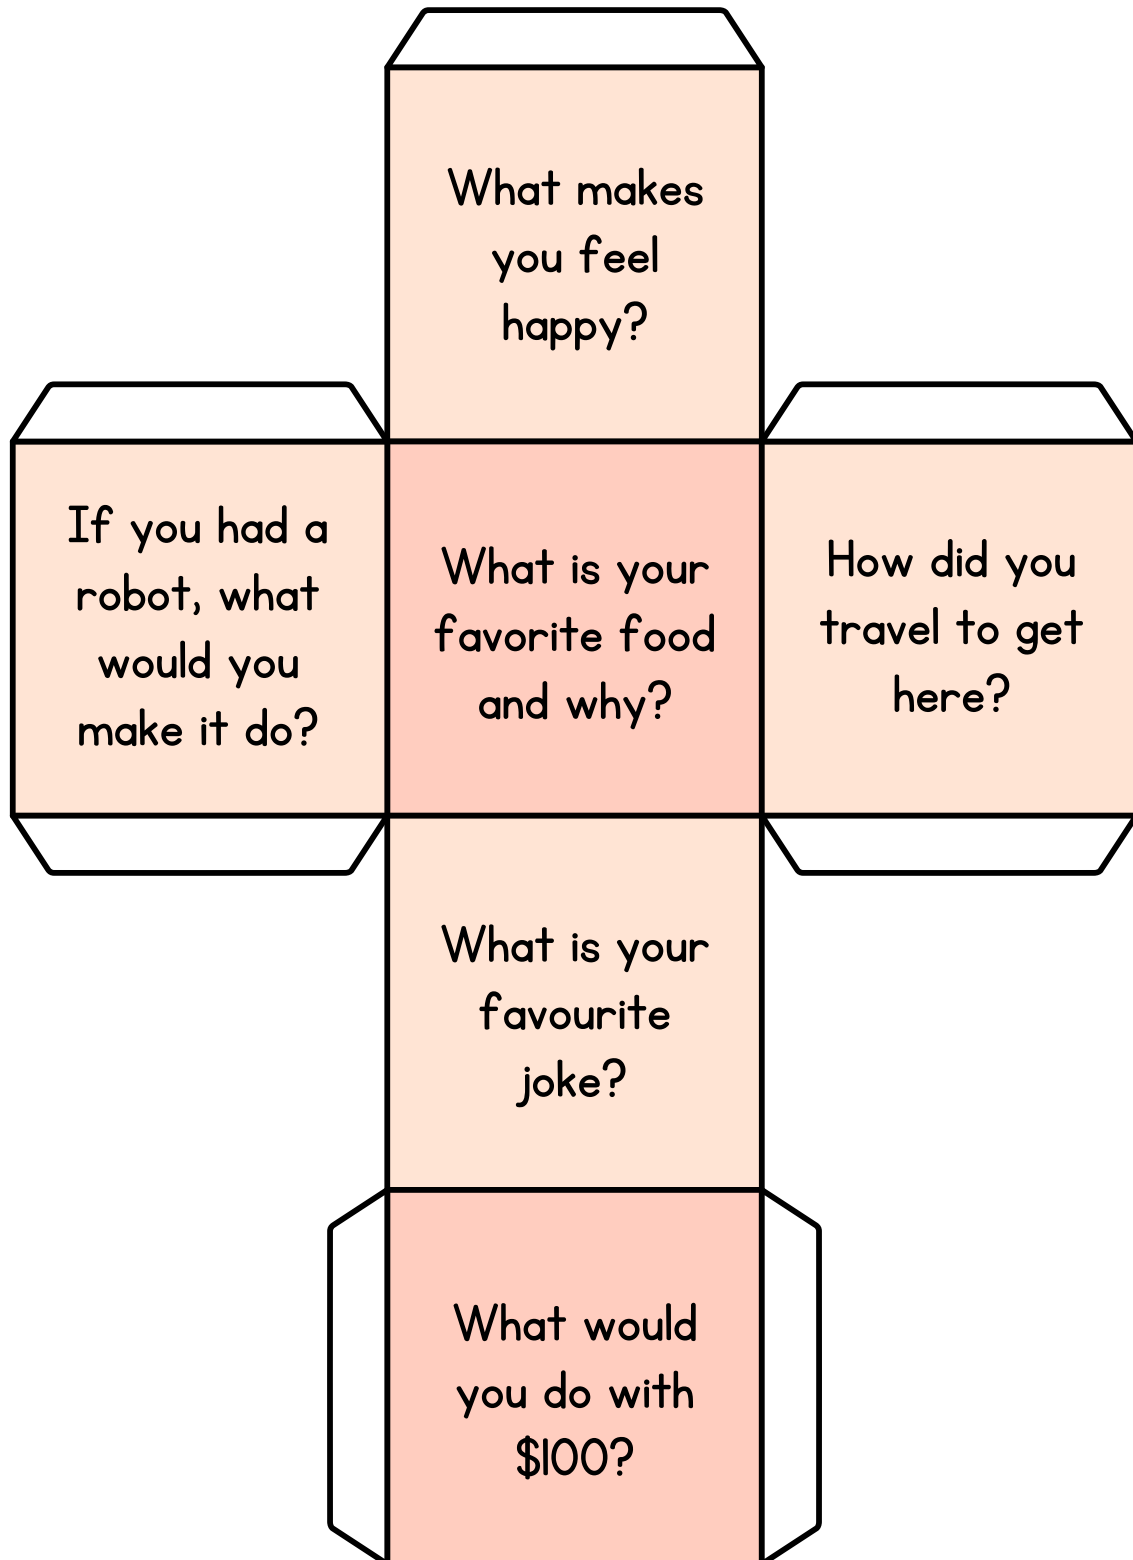 What makes
you feel
happy?
If you had a
robot, what
would you
make it do?
What is your
favorite food
and why?
How did you
travel to get
here?
What is your
favourite
joke?
What would
you do with
$100?